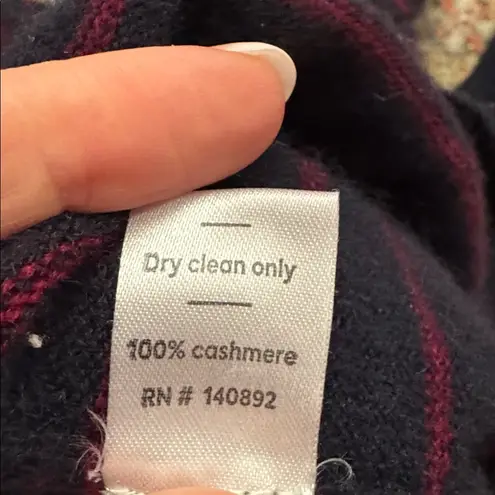 Dry clean only
100% cashmere
RN # 140892